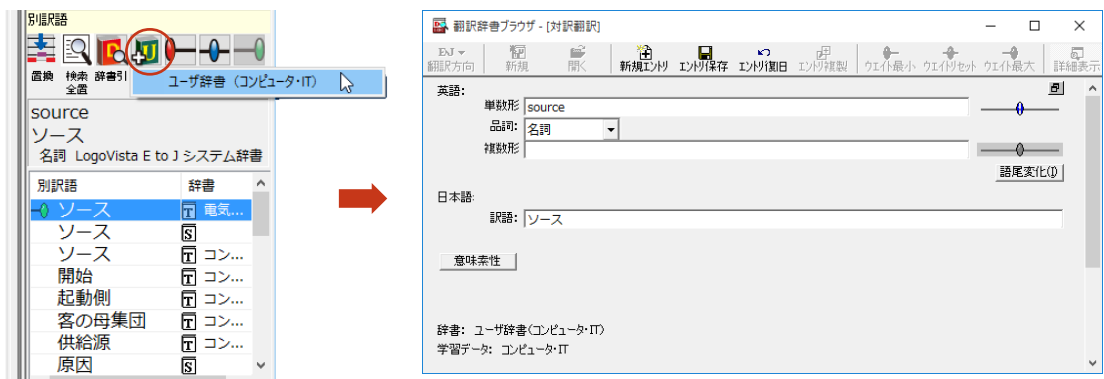 別訳語
置換
検索
全置
辞書引
ユーザ辞書（コンピュータ・IT）
source
ソース
名詞 LogoVista E to J システム辞書
別訳語 辞書
ソース T 電気...
ソース S
ソース T コン...
開始 T コン...
起動側 T コン...
客の母集団 T コン...
供給源 T コン...
原因 S
翻訳辞書ブラウザ - [対訳翻訳]
EtJ
翻訳方向 新規 開く 新規エントリ エントリ保存 エントリ復旧 エントリ複製 ウエイト最小 ウエイトリセット ウエイト最大 詳細表示
英語:
単数形 source
品詞: 名詞
複数形
語尾変化(I)
日本語:
訳語: ソース
意味素性
辞書: ユーザ辞書(コンピュータ・IT)
学習データ: コンピュータ・IT